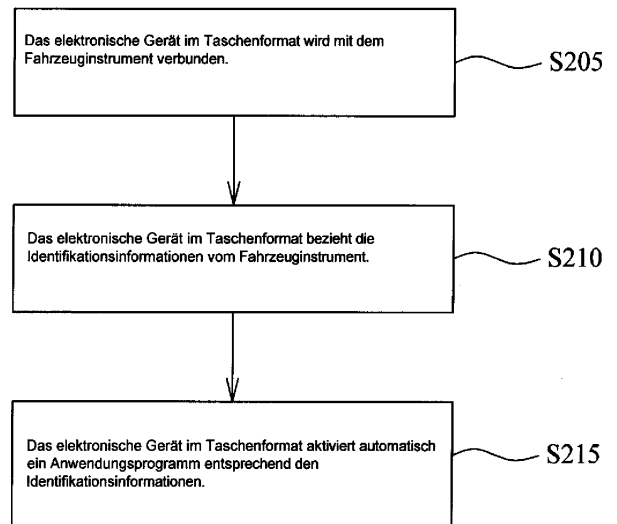 Das elektronische Gerät im Taschenformat wird mit dem
Fahrzeuginstrument verbunden.
S205
Das elektronische Gerät im Taschenformat bezieht die
Identifikationsinformationen vom Fahrzeuginstrument.
S210
Das elektronische Gerät im Taschenformat aktiviert automatisch
ein Anwendungsprogramm entsprechend den
Identifikationsinformationen.
S215